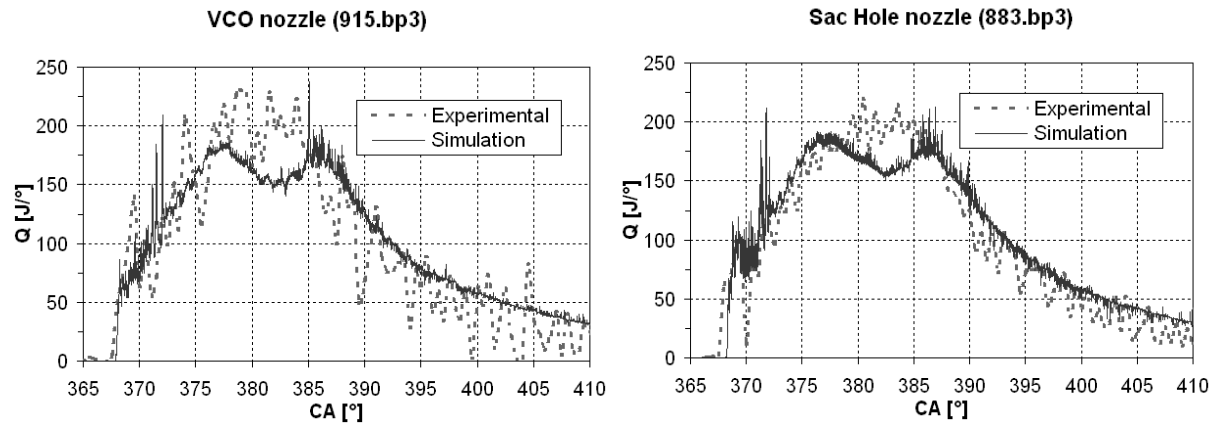 VCO nozzle (915.bp3)
250
200
150
100
50
0
Q [J/°]
Experimental
Simulation
365 370 375 380 385 390 395 400 405 410
CA [°]
Sac Hole nozzle (883.bp3)
250
200
150
100
50
0
Q [J/°]
Experimental
Simulation
365 370 375 380 385 390 395 400 405 410
CA [°]